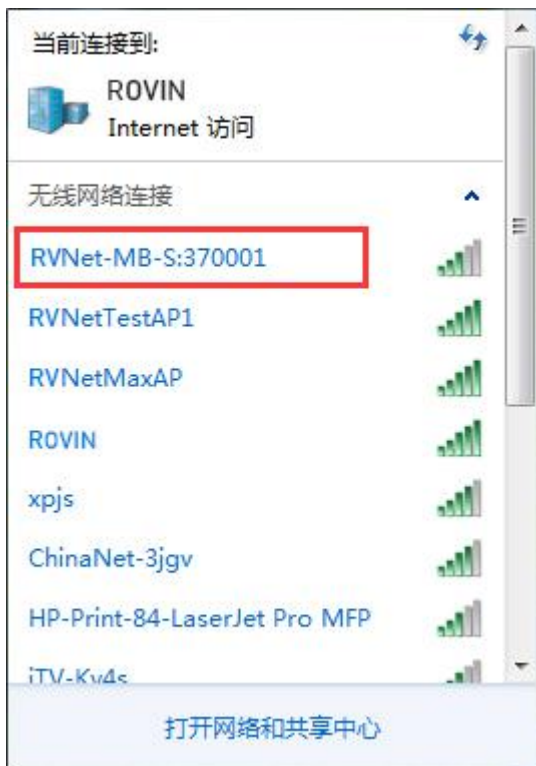 当前连接到:
ROVIN
Internet 访问
无线网络连接
RVNet-MB-S:370001
RVNetTestAP1
RVNetMaxAP
ROVIN
xpjs
ChinaNet-3jgv
HP-Print-84-LaserJet Pro MFP
iTV-Kv4s
打开网络和共享中心